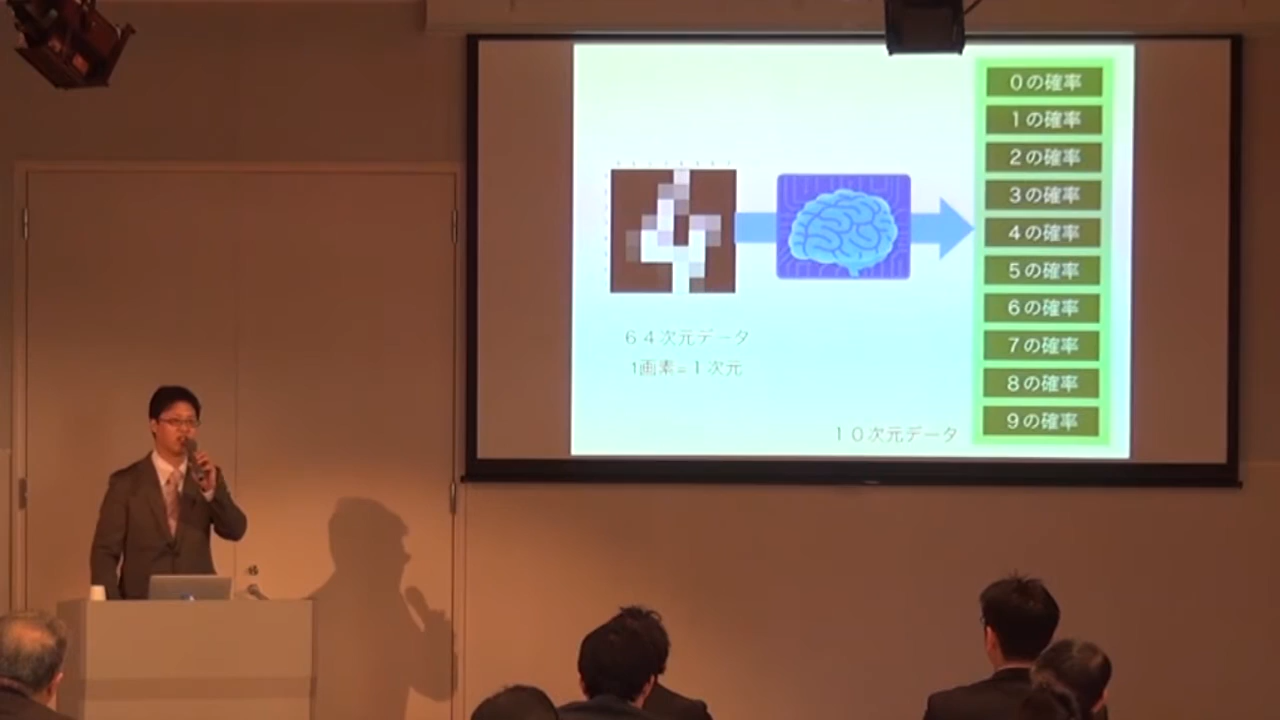 0の確率
1の確率
2の確率
3の確率
4の確率
5の確率
6の確率
7の確率
8の確率
9の確率
64次元データ
1画素=1次元
10次元データ